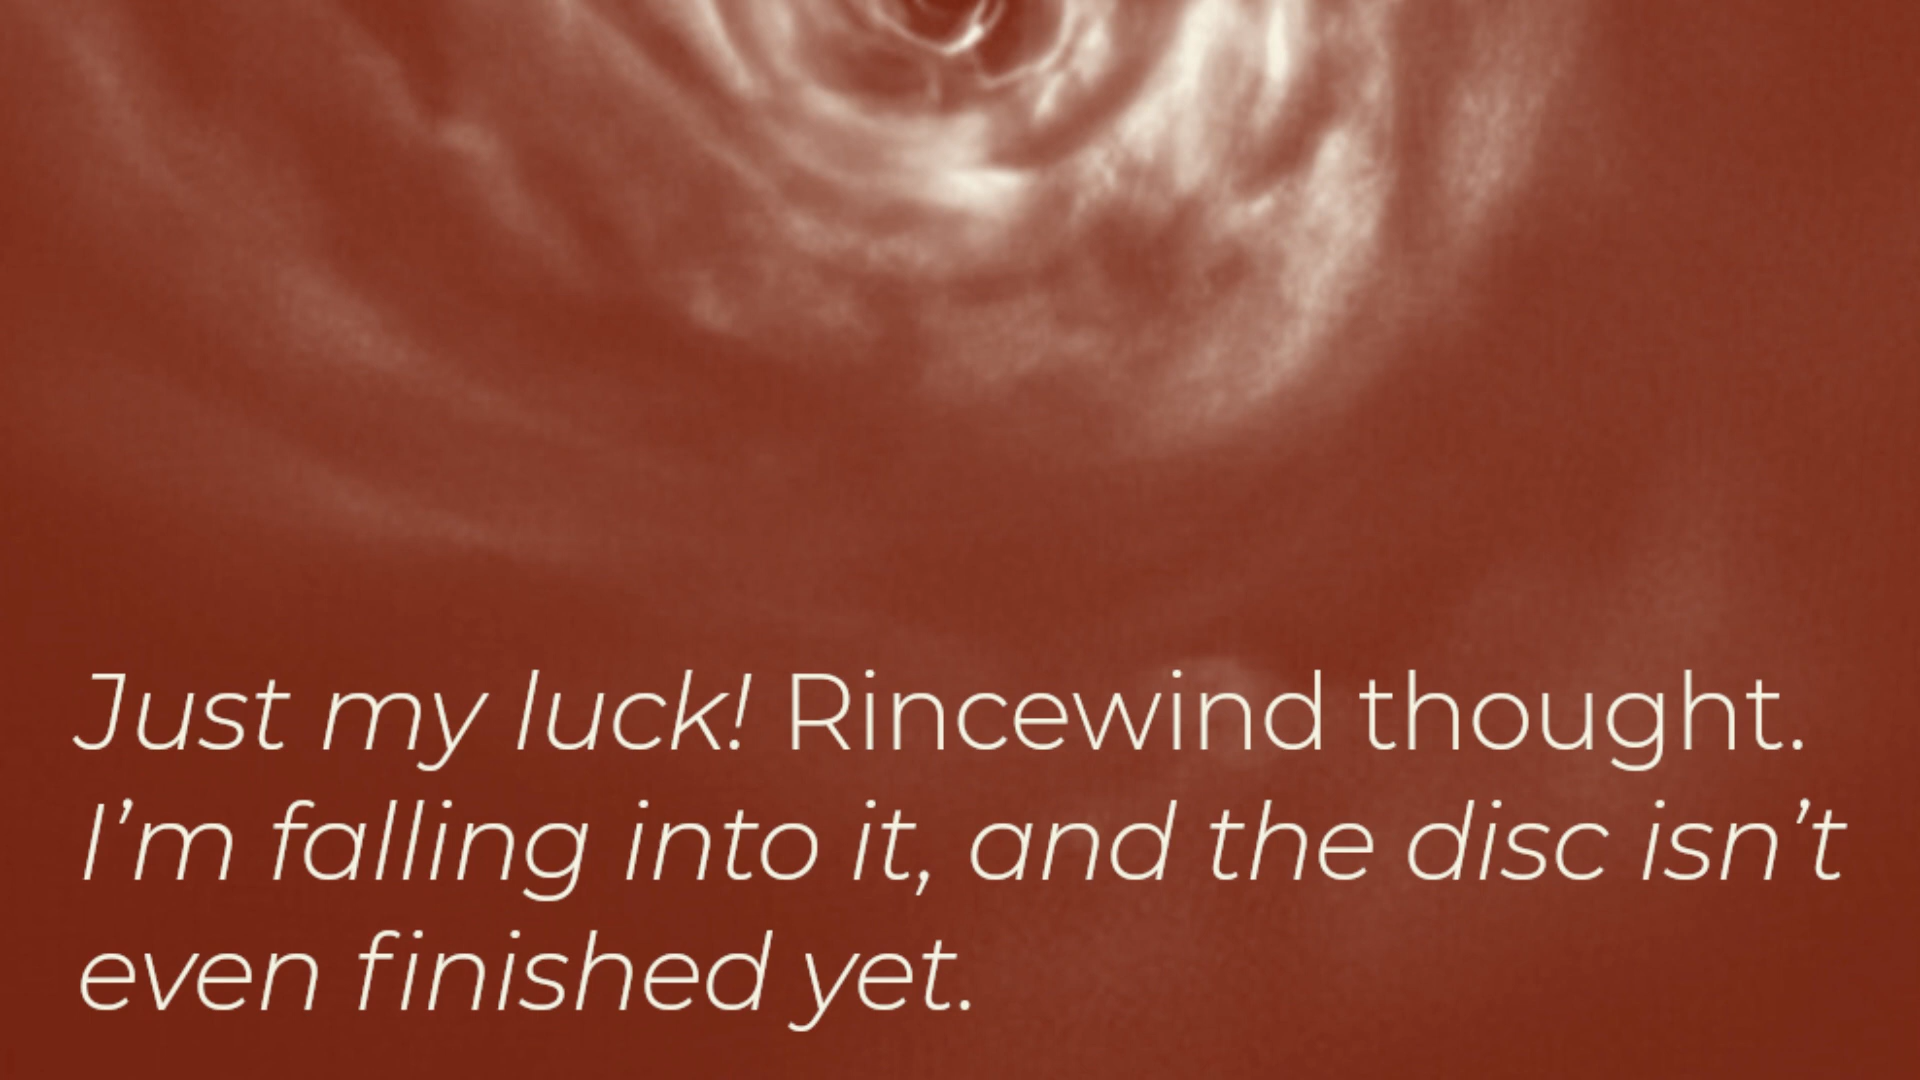 Just my luck! Rincewind thought.
I’m falling into it, and the disc isn’t
even finished yet.